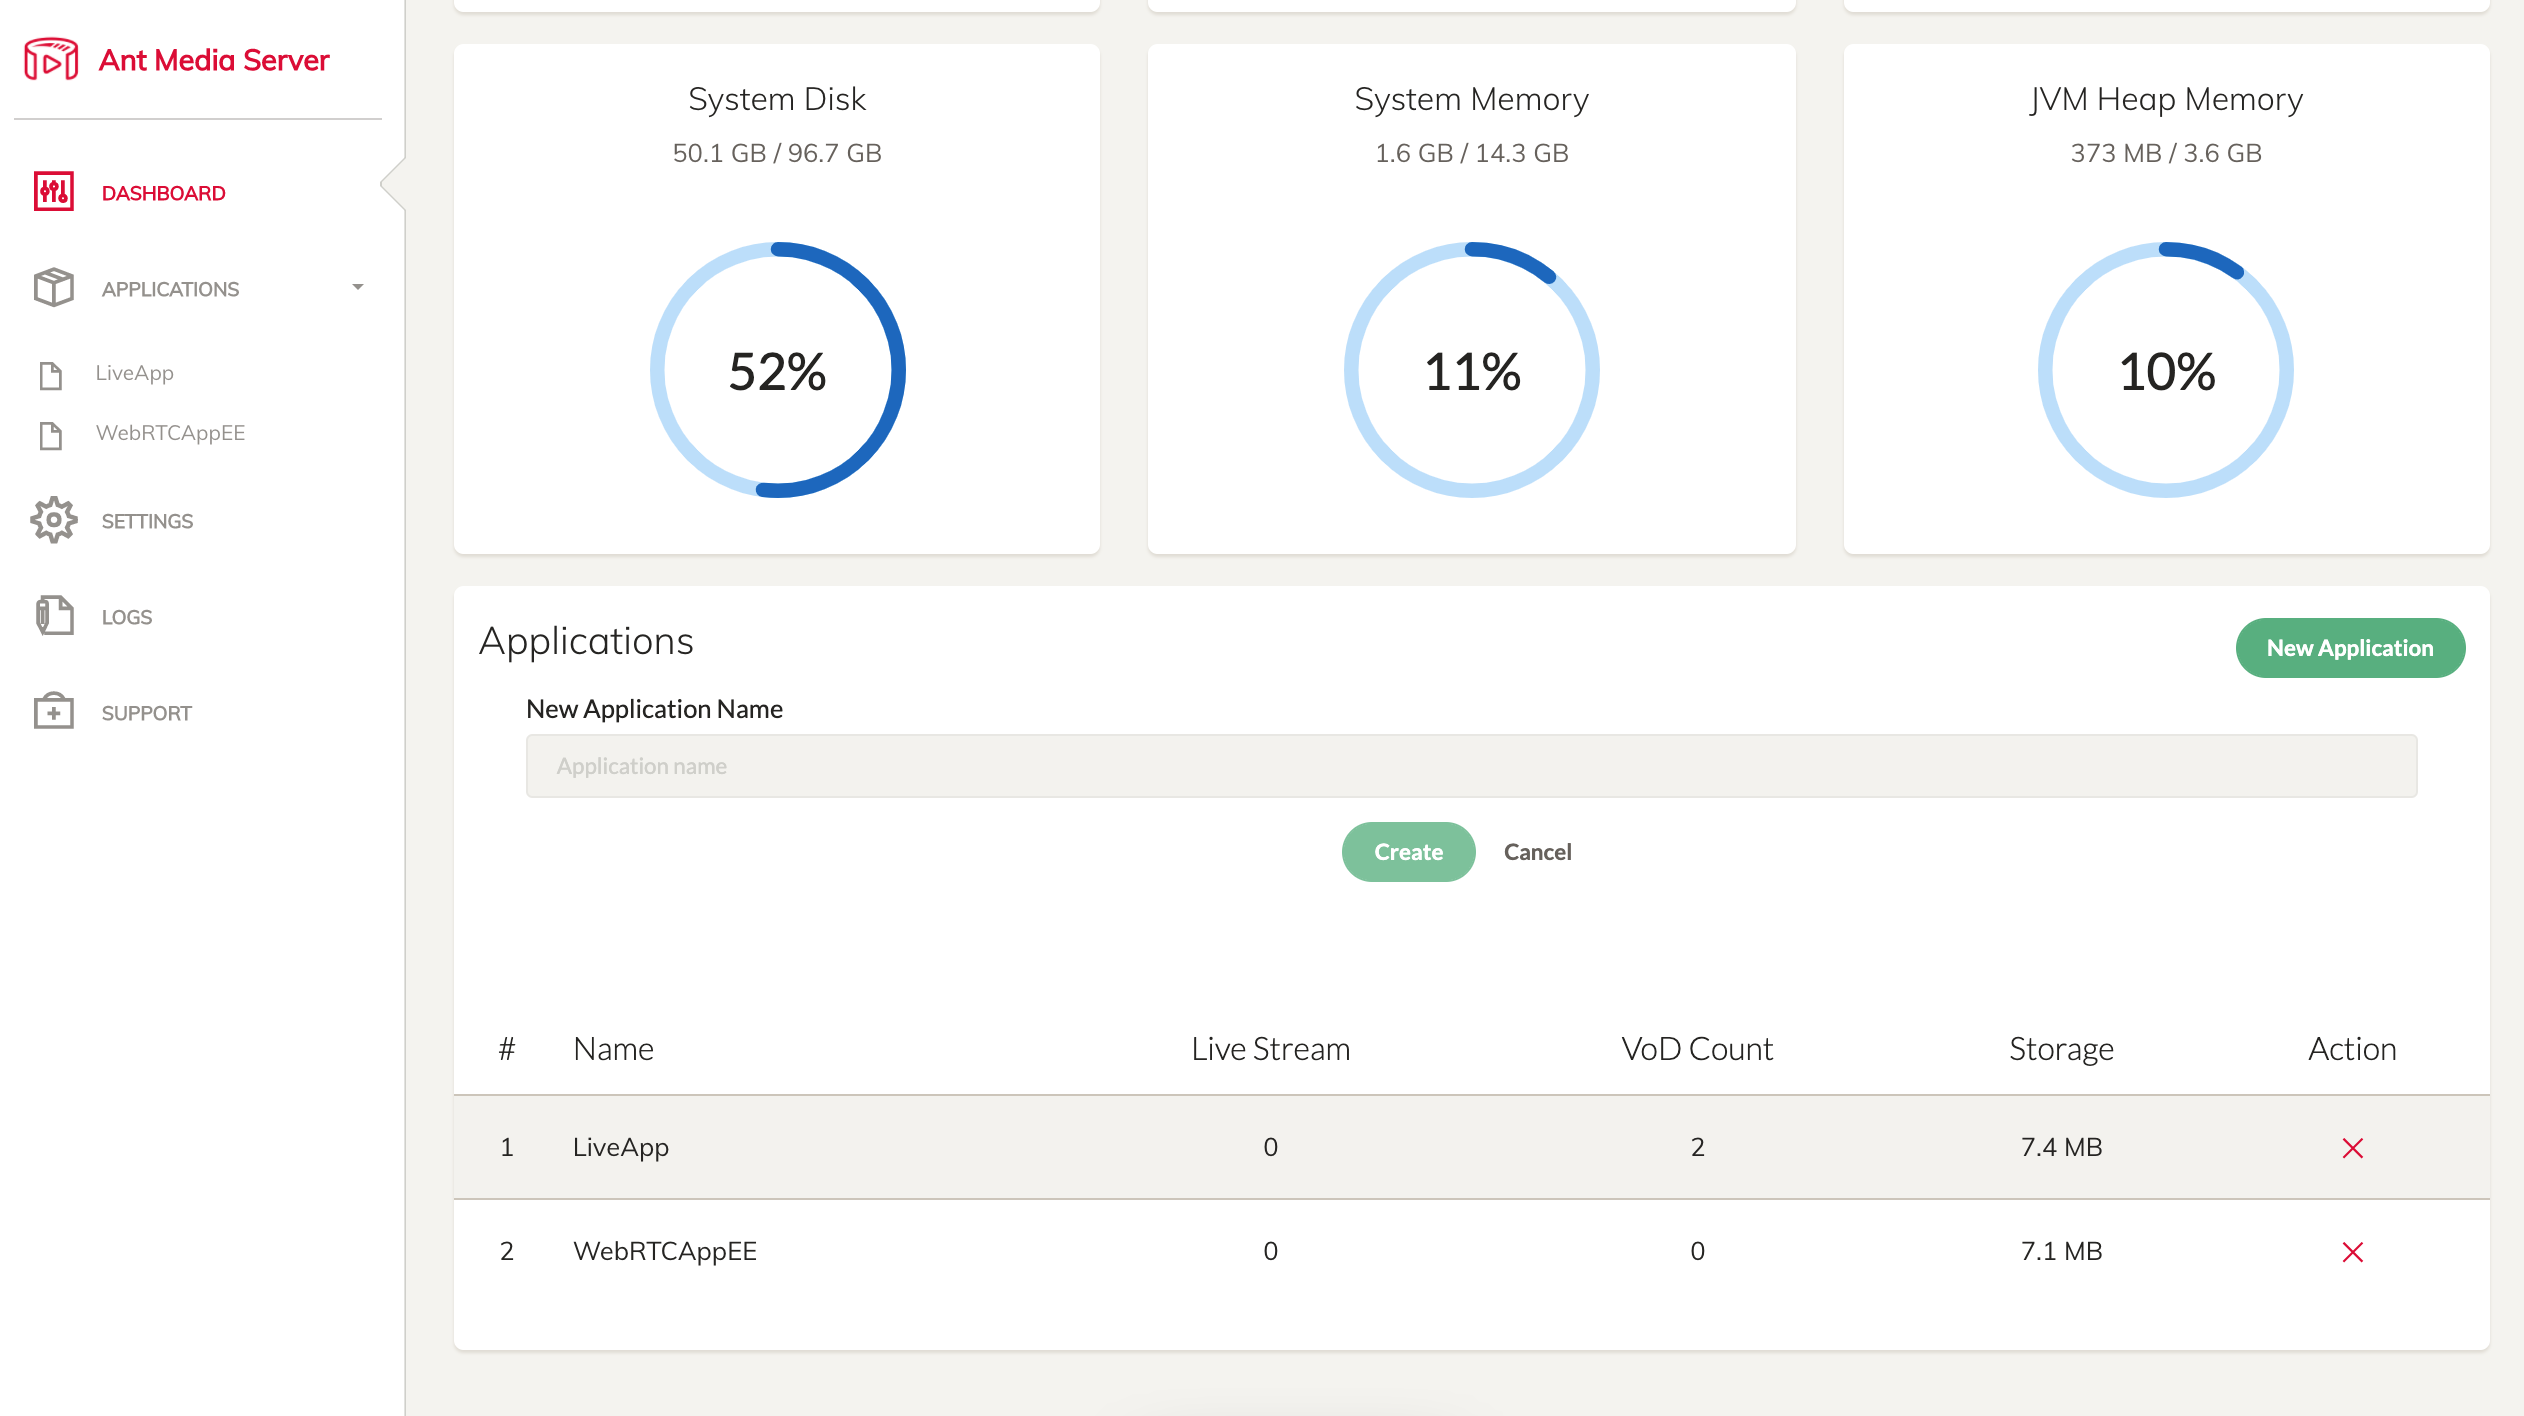 Ant Media Server
DASHBOARD
APPLICATIONS
LiveApp
WebRTCAppEE
SETTINGS
LOGS
SUPPORT
System Disk
50.1 GB / 96.7 GB
52%
System Memory
1.6 GB / 14.3 GB
11%
JVM Heap Memory
373 MB / 3.6 GB
10%
Applications
New Application
New Application Name
Application name
Create Cancel
# Name Live Stream VoD Count Storage Action
1 LiveApp 0 2 7.4 MB
2 WebRTCAppEE 0 0 7.1 MB